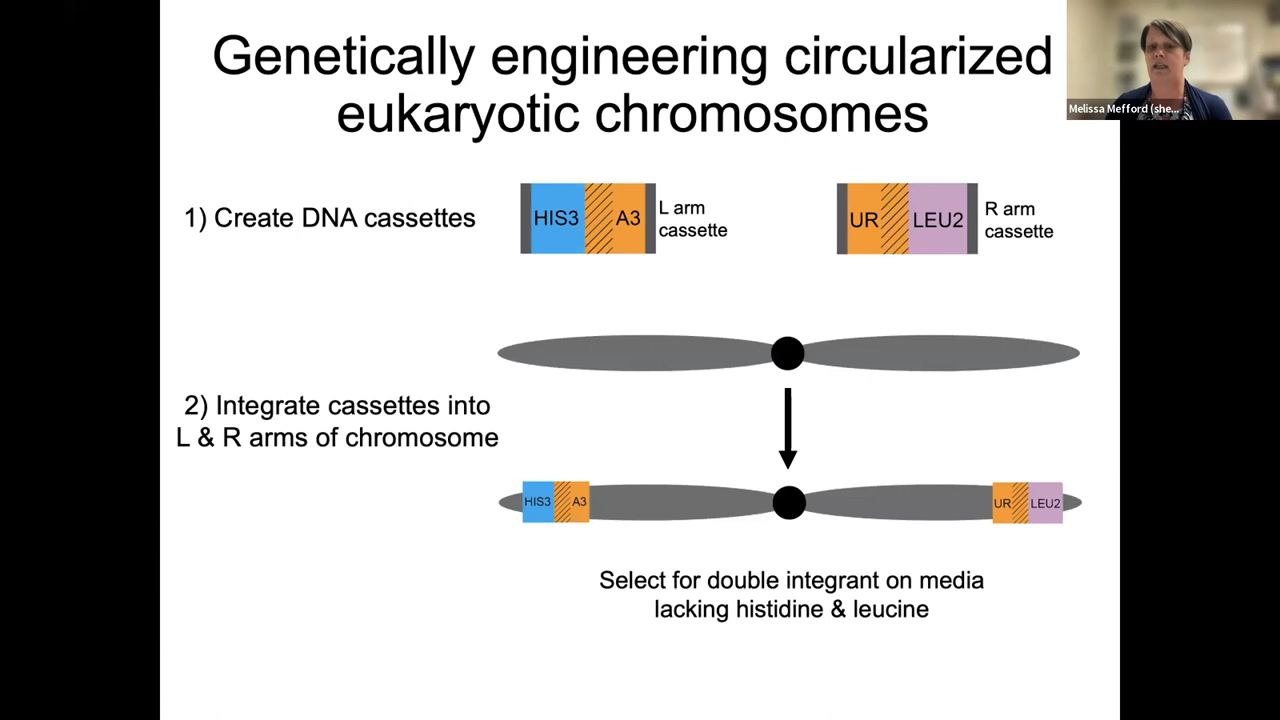 Genetically engineering circularized
eukaryotic chromosomes
Melissa Mefford (she...
1) Create DNA cassettes
HIS3
A3
L arm
cassette
UR
LEU2
R arm
cassette
2) Integrate cassettes into
L & R arms of chromosome
HIS3
A3
UR
LEU2
Select for double integrant on media
lacking histidine & leucine